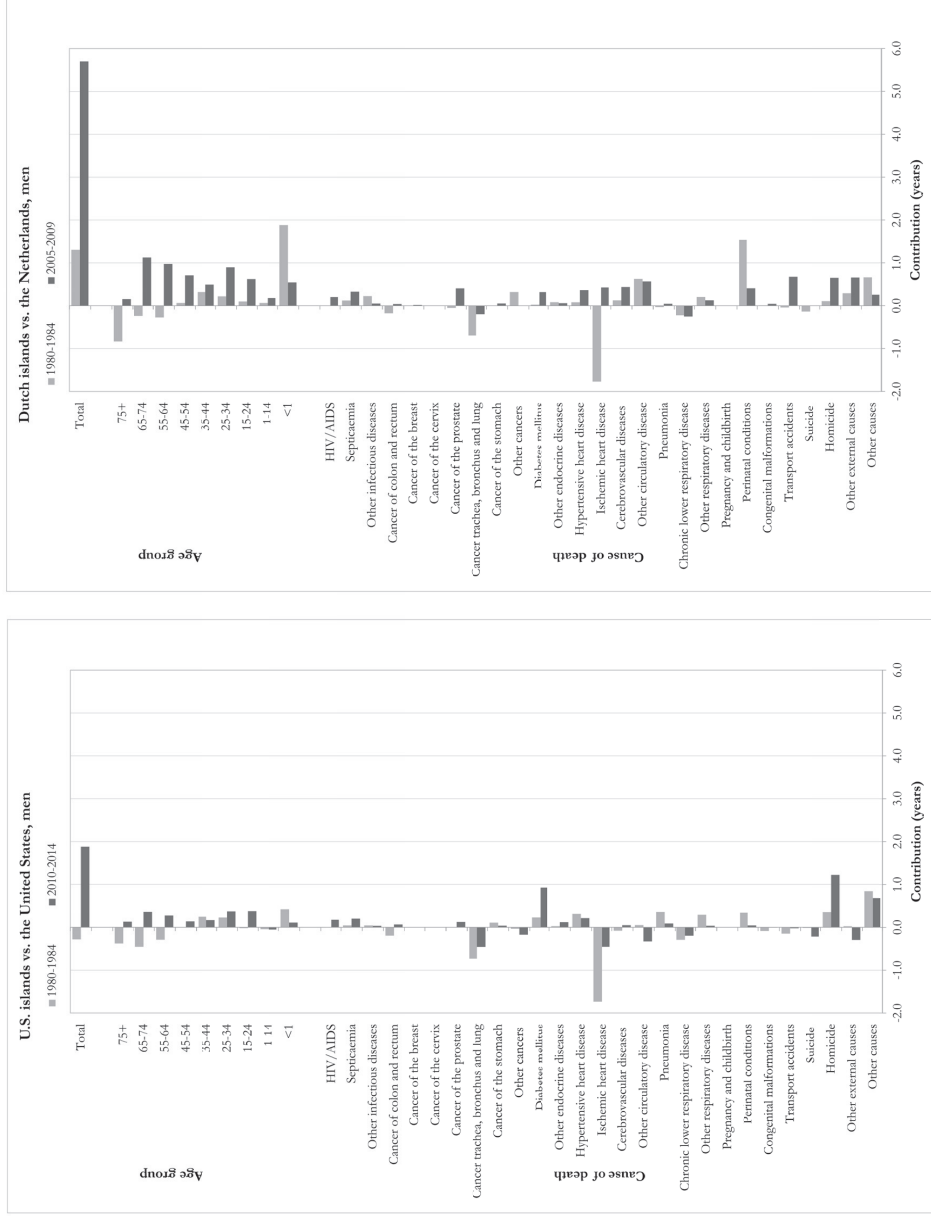 Dutch islands vs. the Netherlands, men
1980-1984
2005-2009
Total
75+
65-74
55-64
45-54
35-44
25-34
15-24
1-14
<1
Age group
HIV/AIDS
Septicaemia
Other infectious diseases
Cancer of colon and rectum
Cancer of the breast
Cancer of the cervix
Cancer of the prostate
Cancer trachea, bronchus and lung
Cancer of the stomach
Other cancers
Diabetes mellitus
Other endocrine diseases
Hypertensive heart disease
Ischemic heart disease
Cerebrovascular diseases
Other circulatory disease
Pneumonia
Chronic lower respiratory disease
Other respiratory diseases
Pregnancy and childbirth
Perinatal conditions
Congenital malformations
Transport accidents
Suicide
Homicide
Other external causes
Other causes
Cause of death
-2.0
-1.0
0.0
1.0
2.0
3.0
4.0
5.0
6.0
Contribution (years)
U.S. islands vs. the United States, men
1980-1984
2010-2014
Total
75+
65-74
55-64
45-54
35-44
25-34
15-24
1 14
<1
Age group
HIV/AIDS
Septicaemia
Other infectious diseases
Cancer of colon and rectum
Cancer of the breast
Cancer of the cervix
Cancer of the prostate
Cancer trachea, bronchus and lung
Cancer of the stomach
Other cancers
Diabetes mellitus
Other endocrine diseases
Hypertensive heart disease
Ischemic heart disease
Cerebrovascular diseases
Other circulatory disease
Pneumonia
Chronic lower respiratory disease
Other respiratory diseases
Pregnancy and childbirth
Perinatal conditions
Congenital malformations
Transport accidents
Suicide
Homicide
Other external causes
Other causes
Cause of death
-2.0
-1.0
0.0
1.0
2.0
3.0
4.0
5.0
6.0
Contribution (years)